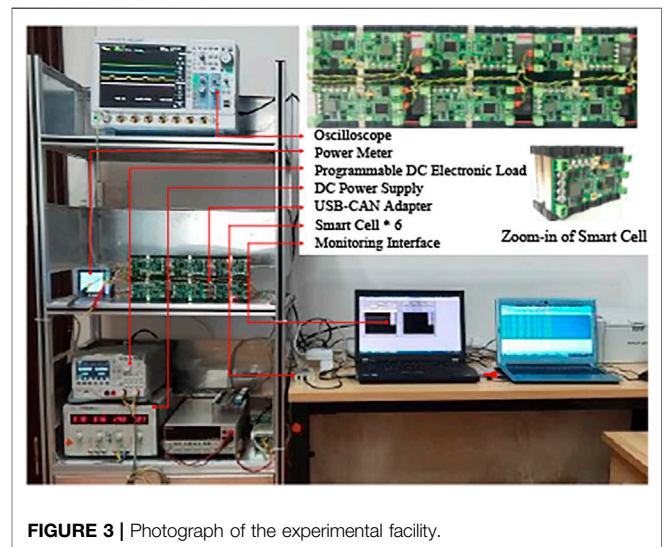 Oscilloscope
Power Meter
Programmable DC Electronic Load
DC Power Supply
USB-CAN Adapter
Smart Cell * 6
Monitoring Interface
Zoom-in of Smart Cell
FIGURE 3 | Photograph of the experimental facility.